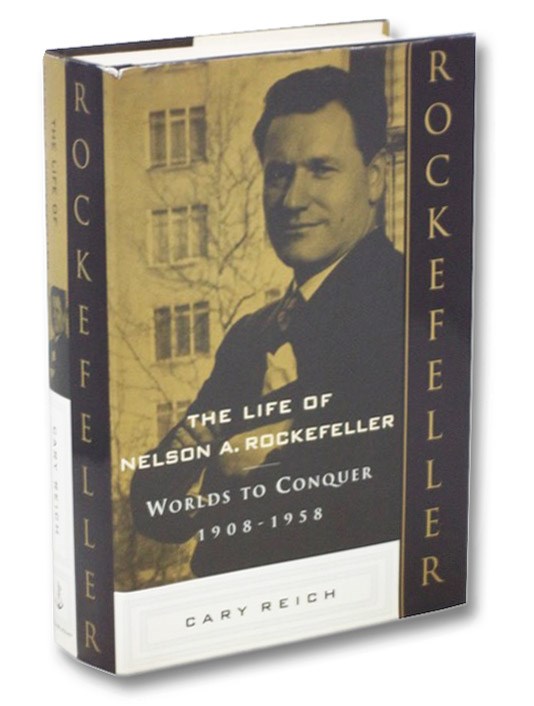 THE LIFE OF
CARY REICH
ROCKEFELLER
THE LIFE OF
NELSON A. ROCKEFELLER
WORLDS TO CONQUER
1908-1958
CARY REICH
ROCKEFELLER